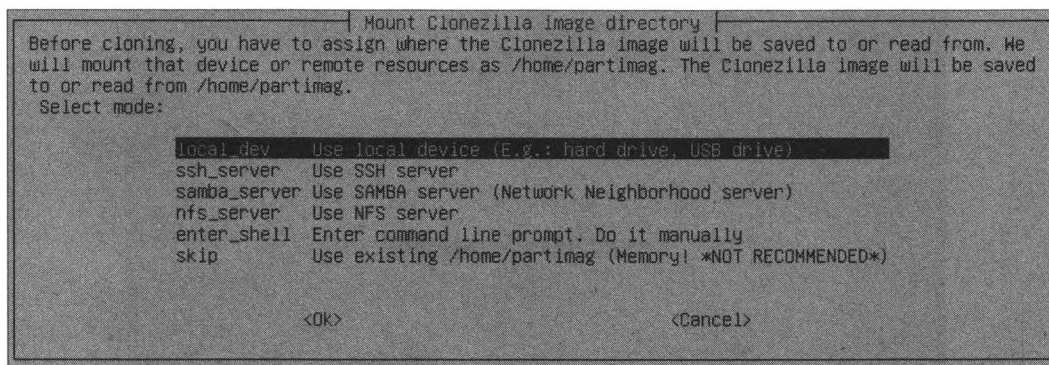 Mount Clonezilla image directory
Before cloning, you have to assign where the Clonezilla image will be saved to or read from. We
will mount that device or remote resources as /home/partimag. The Clonezilla image will be saved
to or read from /home/partimag.
Select mode:
local_dev Use local device (E.g.: hard drive, USB drive)
ssh_server Use SSH server
samba_server Use SAMBA server (Network Neighborhood server)
nfs_server Use NFS server
enter_shell Enter command line prompt. Do it manually
skip Use existing /home/partimag (Memory! *NOT RECOMMENDED*)
<Ok> <Cancel>